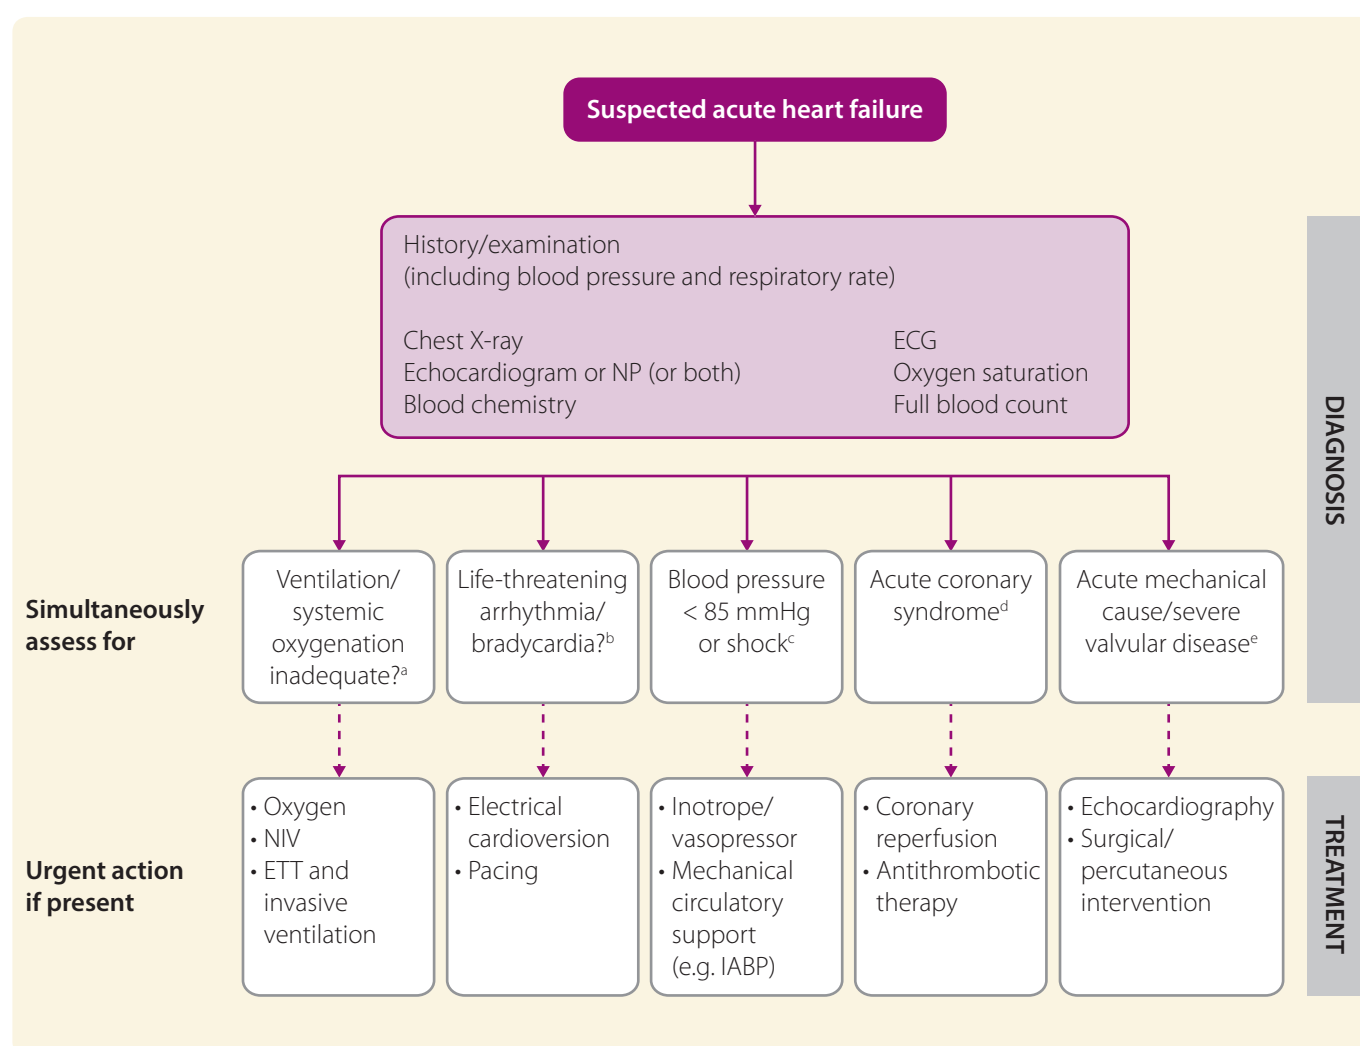 Suspected acute heart failure
History/examination
(including blood pressure and respiratory rate)
Chest X-ray
Echocardiogram or NP (or both)
Blood chemistry
ECG
Oxygen saturation
Full blood count
DIAGNOSIS
Simultaneously
assess for
Ventilation/
systemic
oxygenation
inadequate?a
Life-threatening
arrhythmia/
bradycardia?b
Blood pressure
< 85 mmHg
or shockc
Acute coronary
syndromed
Acute mechanical
cause/severe
valvular diseasee
Urgent action
if present
• Oxygen
• NIV
• ETT and
invasive
ventilation
• Electrical
cardioversion
• Pacing
• Inotrope/
vasopressor
• Mechanical
circulatory
support
(e.g. IABP)
• Coronary
reperfusion
• Antithrombotic
therapy
• Echocardiography
• Surgical/
percutaneous
intervention
TREATMENT